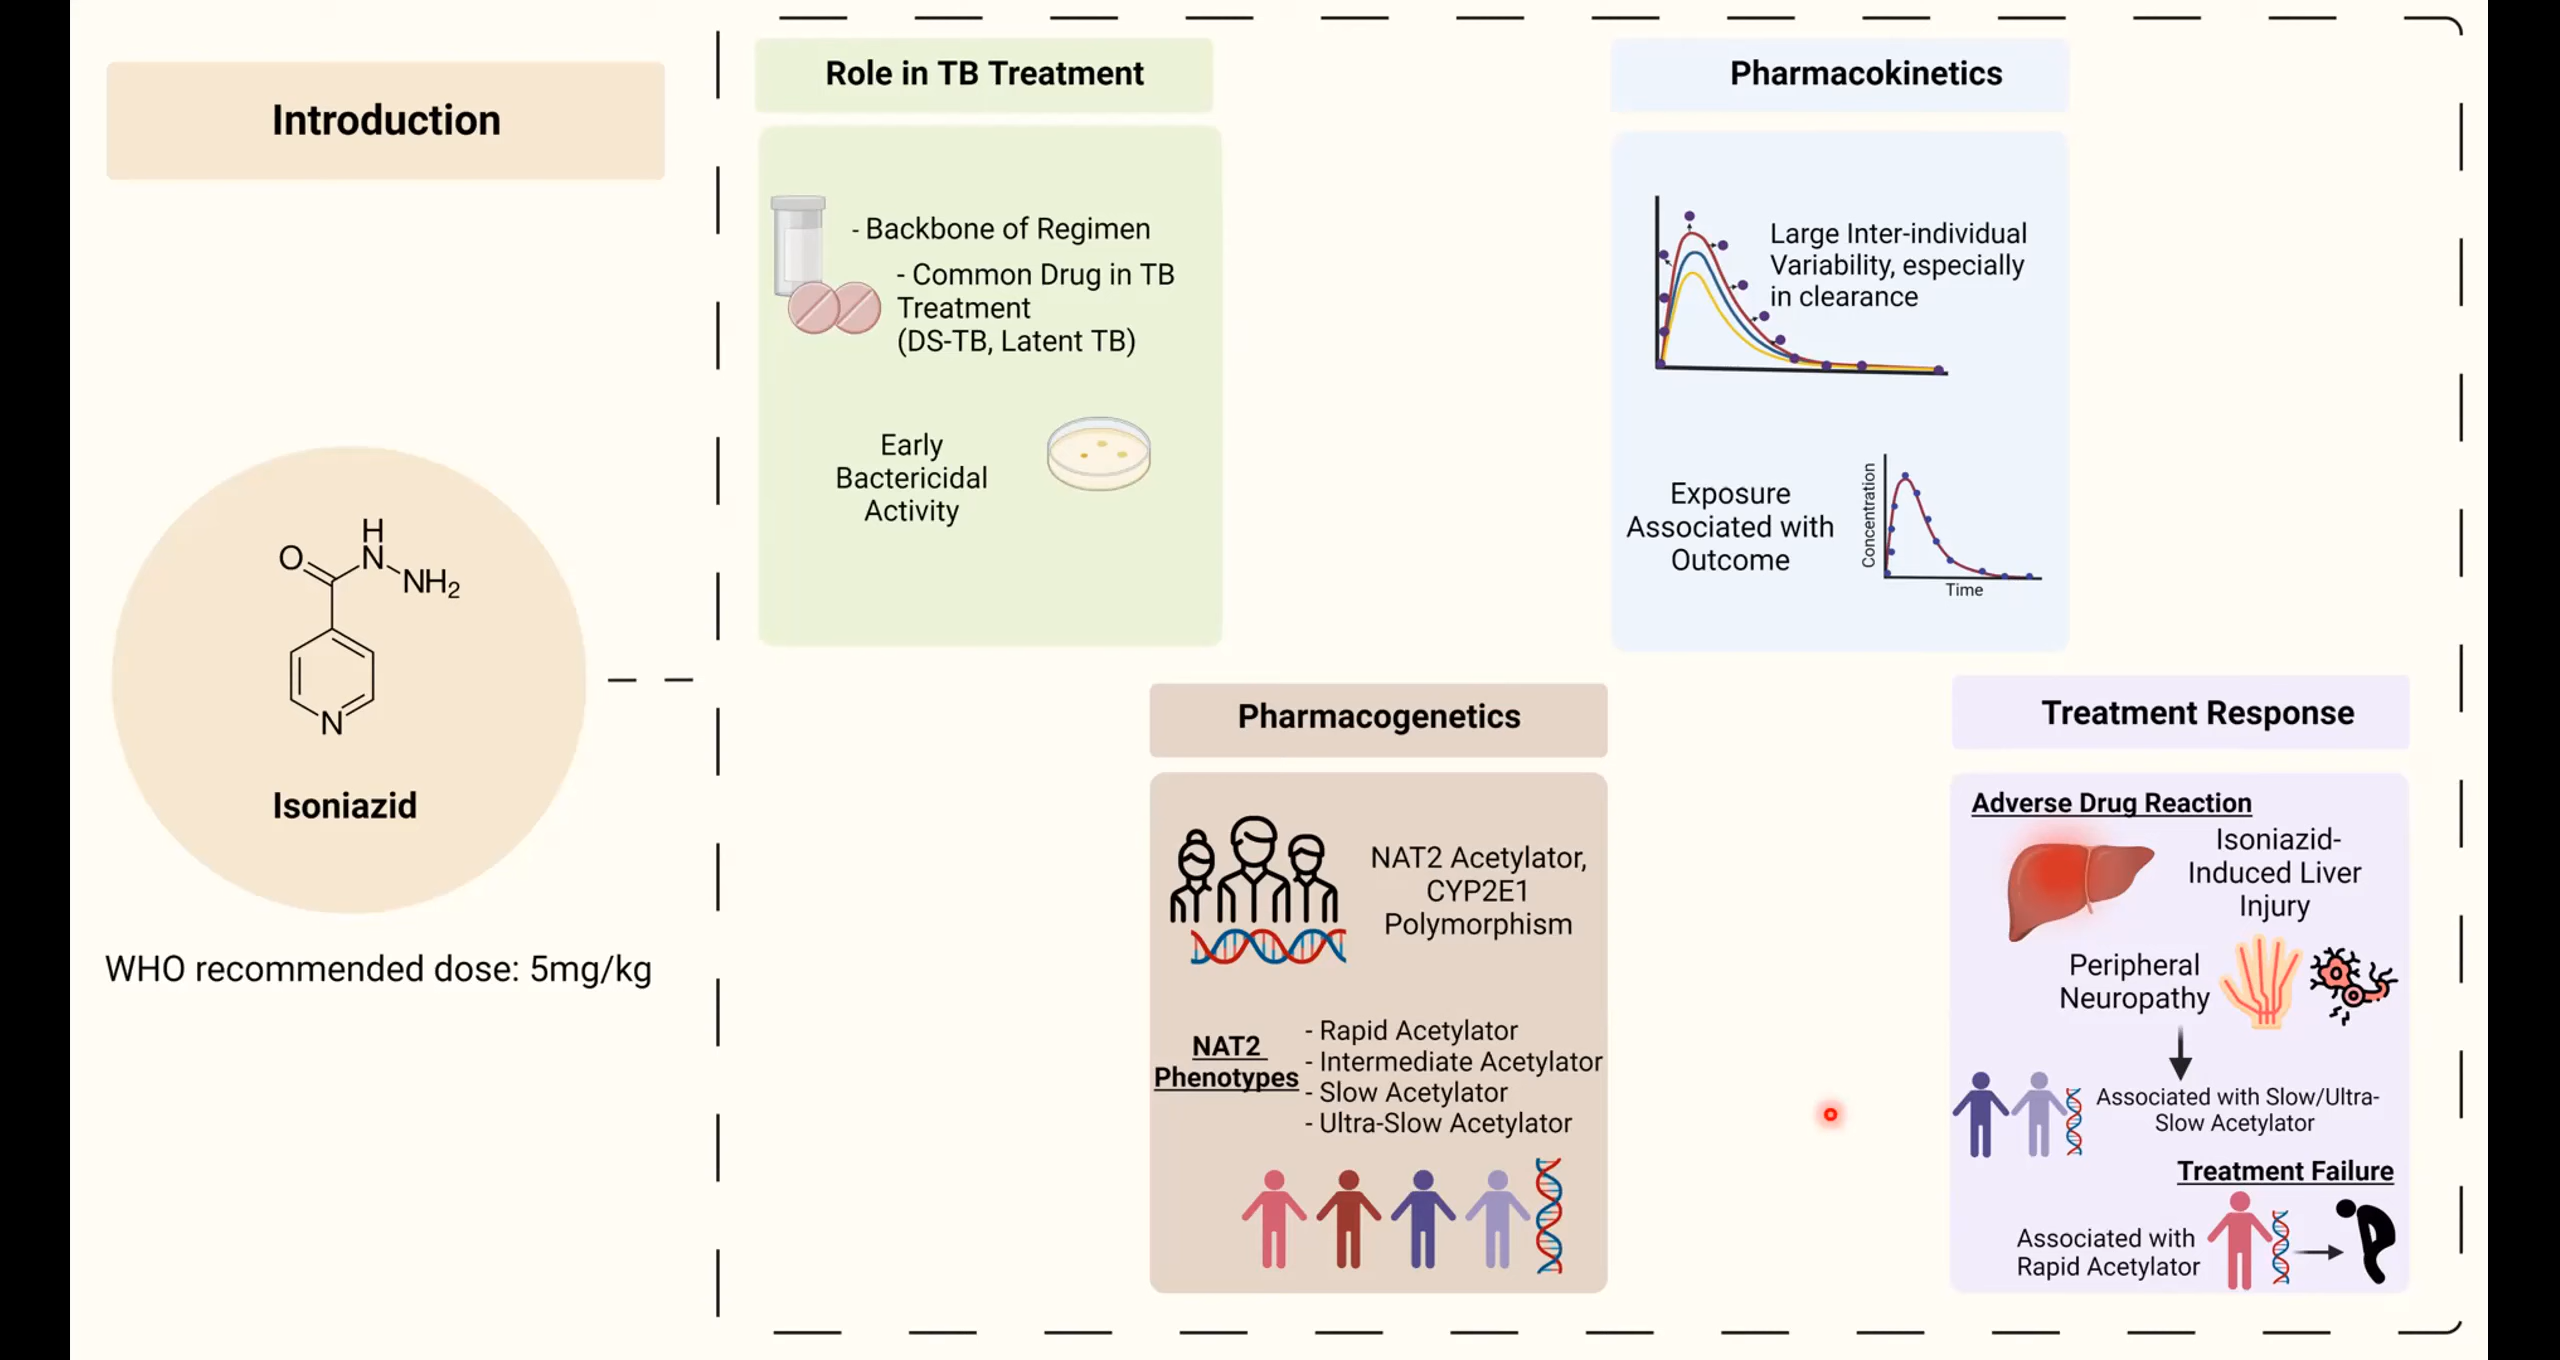 Introduction
H
O
N
NH2
N
Isoniazid
WHO recommended dose: 5mg/kg
Role in TB Treatment
- Backbone of Regimen
- Common Drug in TB
Treatment
(DS-TB, Latent TB)
Early
Bactericidal
Activity
Pharmacokinetics
Large Inter-individual
Variability, especially
in clearance
Exposure
Associated with
Outcome
Concentration
Time
Pharmacogenetics
NAT2 Acetylator,
CYP2E1
Polymorphism
NAT2
Phenotypes
- Rapid Acetylator
- Intermediate Acetylator
- Slow Acetylator
- Ultra-Slow Acetylator
Treatment Response
Adverse Drug Reaction
Isoniazid-
Induced Liver
Injury
Peripheral
Neuropathy
Associated with Slow/Ultra-
Slow Acetylator
Treatment Failure
Associated with
Rapid Acetylator